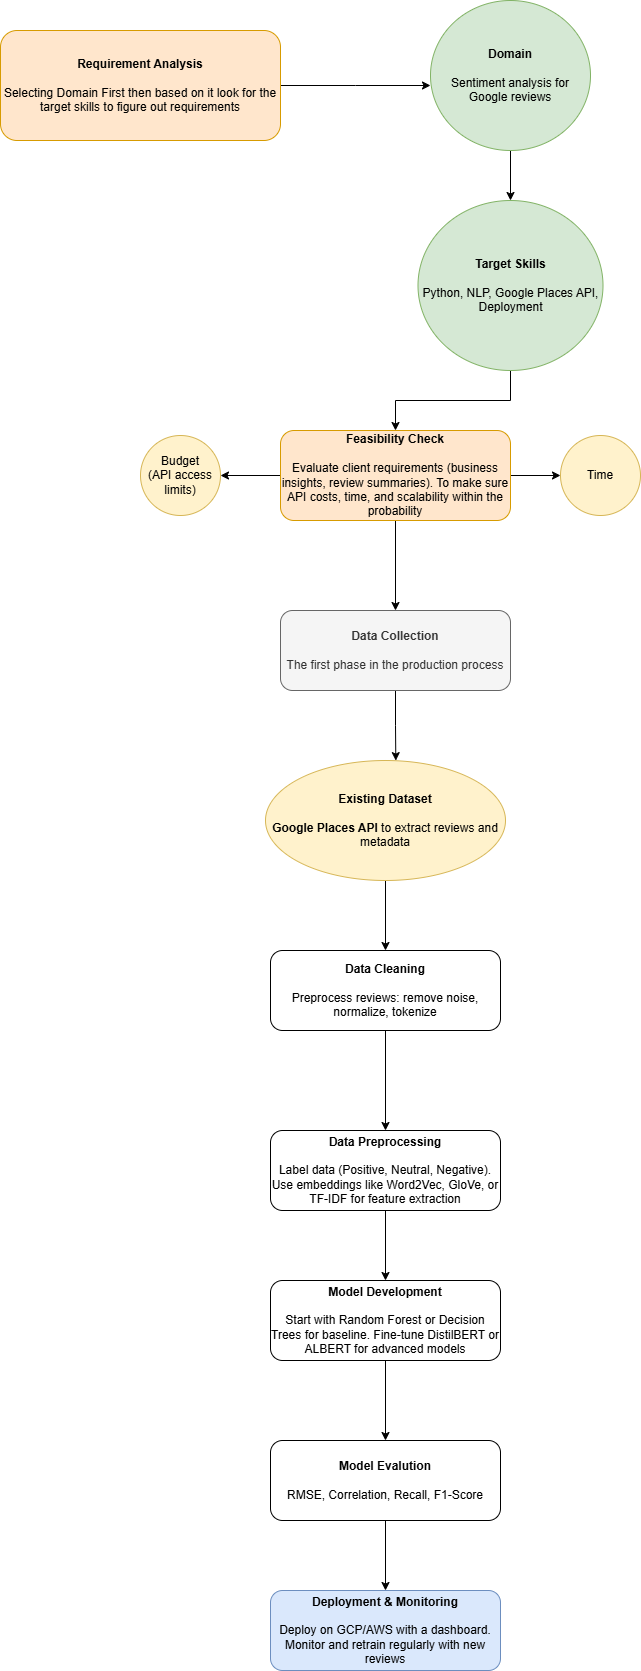 Requirement Analysis
Selecting Domain First then based on it look for the
target skills to figure out requirements
Domain
Sentiment analysis for
Google reviews
Target Skills
Python, NLP, Google Places API,
Deployment
Feasibility Check
Evaluate client requirements (business
insights, review summaries). To make sure
API costs, time, and scalability within the
probability
Budget
(API access
limits)
Time
Data Collection
The first phase in the production process
Existing Dataset
Google Places API to extract reviews and
metadata
Data Cleaning
Preprocess reviews: remove noise,
normalize, tokenize
Data Preprocessing
Label data (Positive, Neutral, Negative).
Use embeddings like Word2Vec, GloVe, or
TF-IDF for feature extraction
Model Development
Start with Random Forest or Decision
Trees for baseline. Fine-tune DistilBERT or
ALBERT for advanced models
Model Evalution
RMSE, Correlation, Recall, F1-Score
Deployment & Monitoring
Deploy on GCP/AWS with a dashboard.
Monitor and retrain regularly with new
reviews